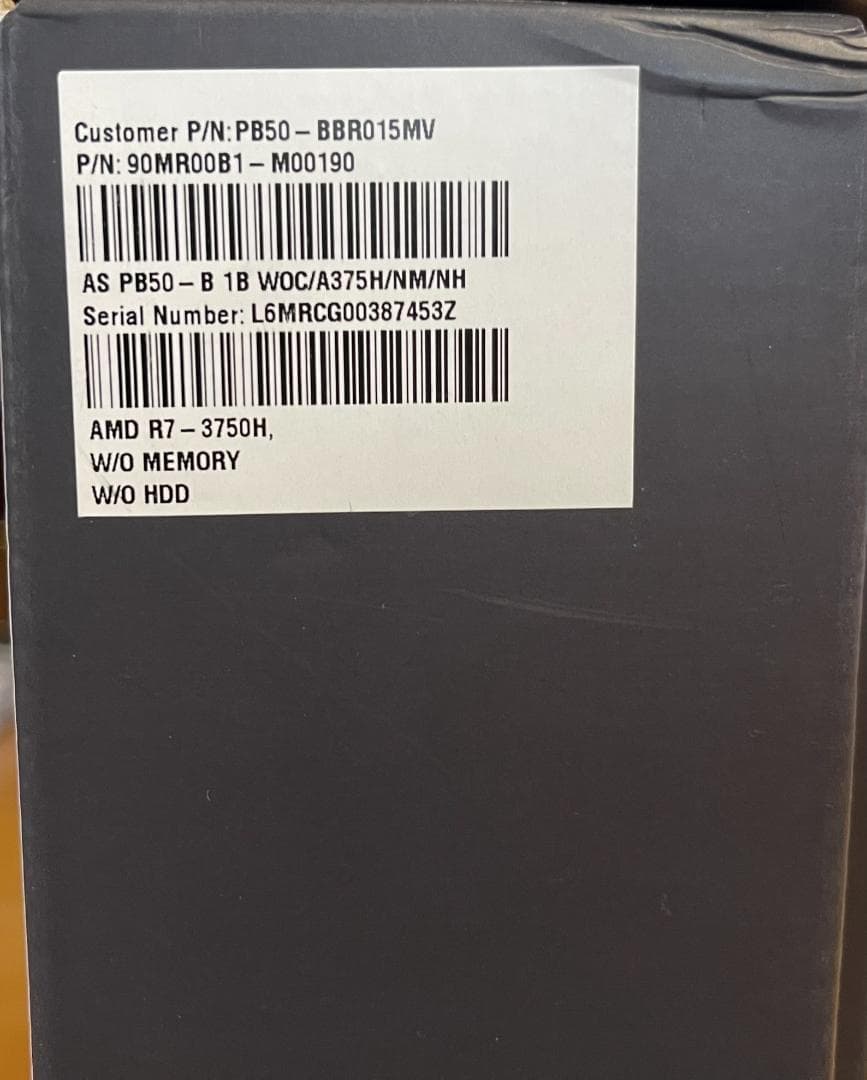 Customer P/N:PB50-BBR015MV
P/N: 90MR00B1-M00190
AS PB50-B 1B WOC/A375H/NM/NH
Serial Number: L6MRCG00387453Z
AMD R7-3750H,
W/O MEMORY
W/O HDD